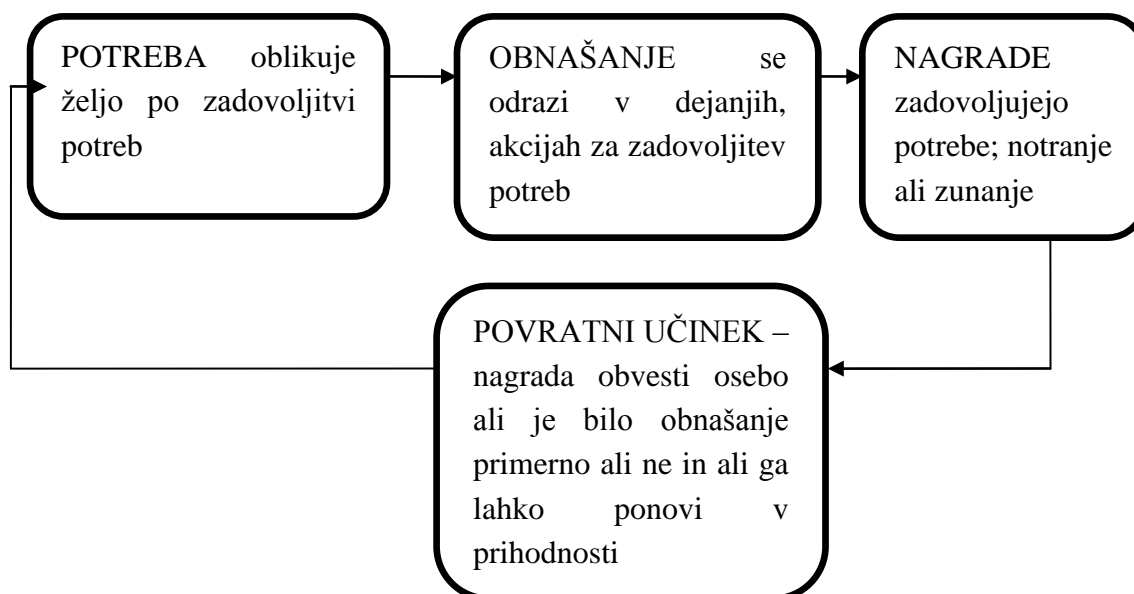 POTREBA oblikuje
željo po zadovoljitvi
potreb
OBNAŠANJE se
odrazi v dejanjih,
akcijah za zadovoljitev
potreb
NAGRADE
zadovoljujejo
potrebe; notranje
ali zunanje
POVRATNI UČINEK –
nagrada obvesti osebo
ali je bilo obnašanje
primerno ali ne in ali ga
lahko ponovi v
prihodnosti